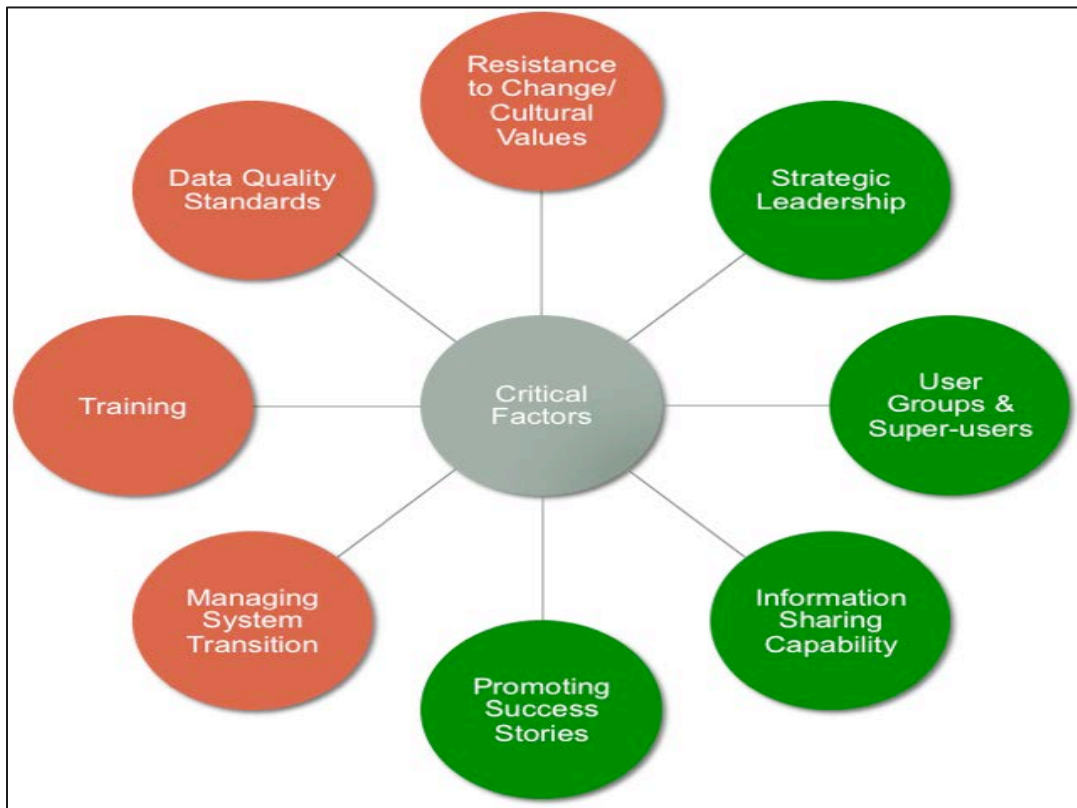 Resistance
to Change/
Cultural
Values
Strategic
Leadership
User
Groups &
Super-users
Information
Sharing
Capability
Promoting
Success
Stories
Managing
System
Transition
Training
Data Quality
Standards
Critical
Factors